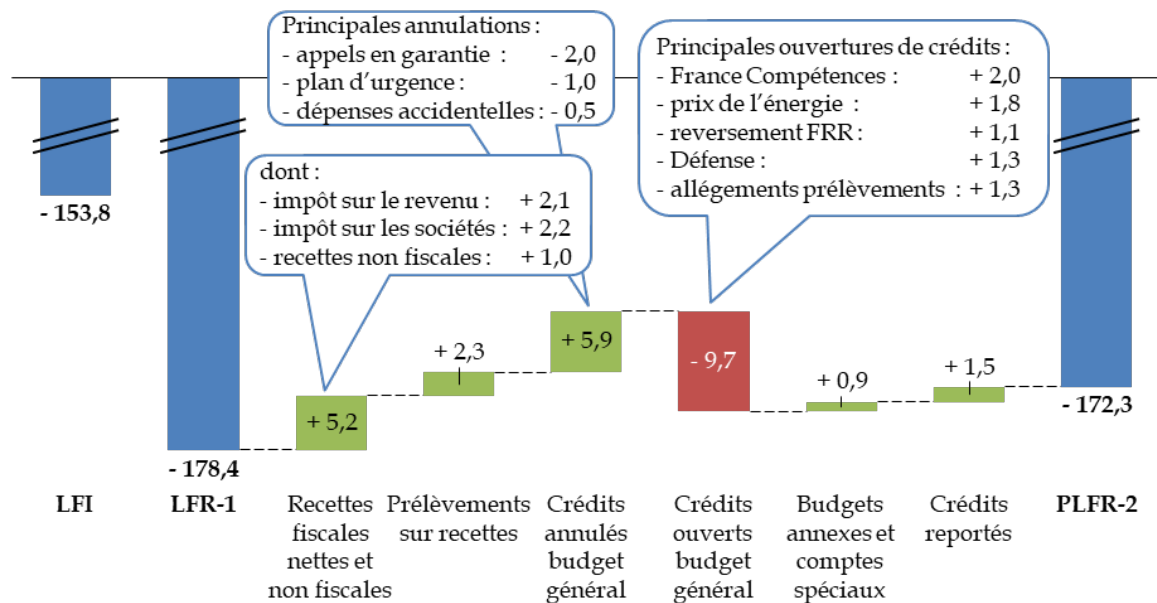 Principales annulations :
- appels en garantie : - 2,0
- plan d’urgence : - 1,0
- dépenses accidentelles : - 0,5
Principales ouvertures de crédits :
- France Compétences : + 2,0
- prix de l’énergie : + 1,8
- reversement FRR : + 1,1
- Défense : + 1,3
- allégements prélèvements : + 1,3
dont :
- impôt sur le revenu : + 2,1
- impôt sur les sociétés : + 2,2
- recettes non fiscales : + 1,0
- 153,8
- 178,4
+ 5,2
+ 2,3
+ 5,9
- 9,7
+ 0,9
+ 1,5
- 172,3
LFI
LFR-1
Recettes
fiscales
nettes et
non fiscales
Prélèvements
sur recettes
Crédits
annulés
budget
général
Crédits
ouverts
budget
général
Budgets
annexes et
comptes
spéciaux
Crédits
reportés
PLFR-2